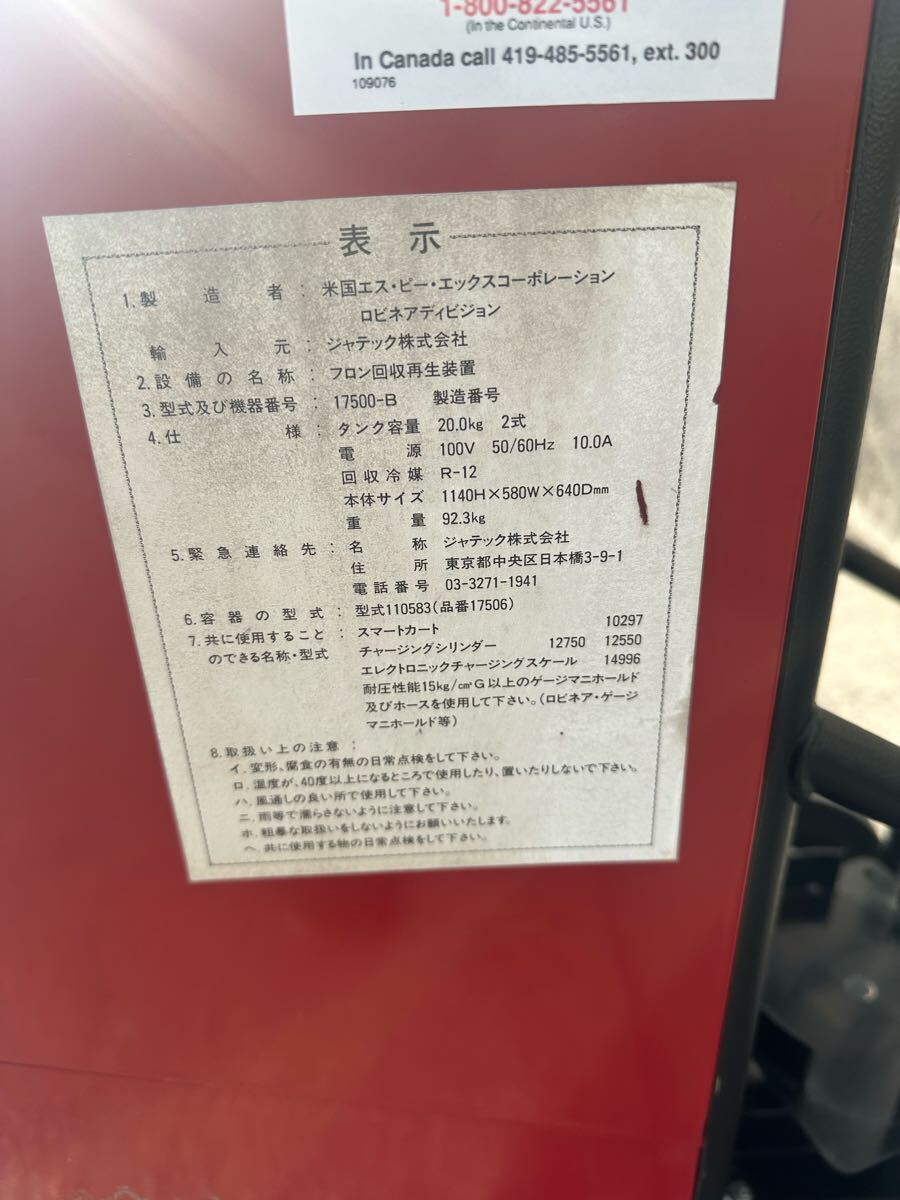 1-800-822-5561
(In the Continental U.S.)
In Canada call 419-485-5561, ext. 300
109076
表示
1.製造者： 米国エス・ピー・エックスコーポレーション
ロビネアディビジョン
輸入元： ジャテック株式会社
2.設備の名称： フロン回収再生装置
3.型式及び機器番号： 17500-B 製造番号
4.仕様： タンク容量 20.0kg 2式
電源 100V 50/60Hz 10.0A
回収冷媒 R-12
本体サイズ 1140H×580W×640Dmm
重量 92.3kg
5.緊急連絡先： 名称 ジャテック株式会社
住所 東京都中央区日本橋3-9-1
電話番号 03-3271-1941
6.容器の型式： 型式110583(品番17506)
7.共に使用すること
のできる名称・型式： スマートカート 10297
チャージングシリンダー 12750 12550
エレクトロニックチャージングスケール 14996
耐圧性能15kg/㎠G以上のゲージマニホールド
及びホースを使用して下さい。(ロビネア・ゲージ
マニホールド等)
8.取扱い上の注意：
イ.変形、腐食の有無の日常点検をして下さい。
ロ.温度が、40度以上になるところで使用したり、置いたりしないで下さい。
ハ.風通しの良い所で使用して下さい。
ニ.雨等で濡らさないように注意して下さい。
ホ.粗暴な取扱いをしないようにお願いいたします。
ヘ.共に使用する物の日常点検をして下さい。